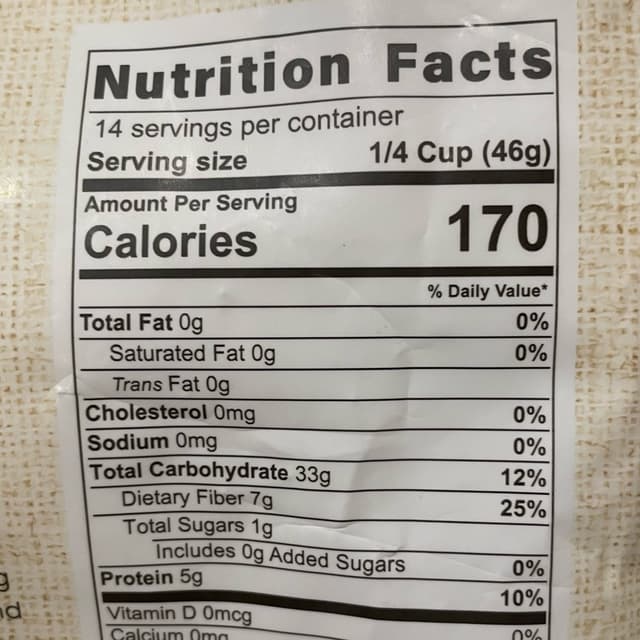 Nutrition Facts
14 servings per container
Serving size 1/4 Cup (46g)
Amount Per Serving
Calories 170
% Daily Value*
Total Fat 0g 0%
Saturated Fat 0g 0%
Trans Fat 0g
Cholesterol 0mg 0%
Sodium 0mg 0%
Total Carbohydrate 33g 12%
Dietary Fiber 7g 25%
Total Sugars 1g
Includes 0g Added Sugars 0%
Protein 5g 10%
Vitamin D 0mcg
Calcium 0mg 0%